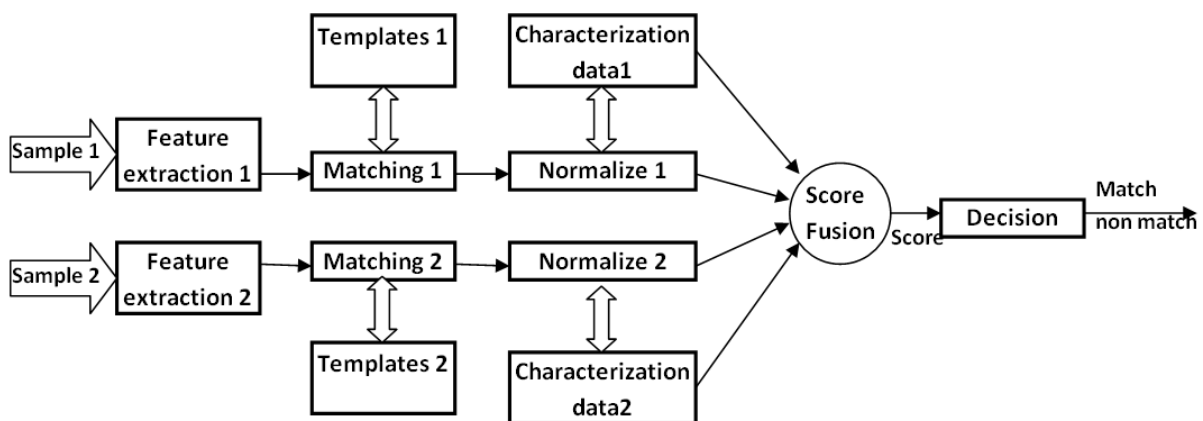 Templates 1
Characterization
data1
Sample 1
Feature
extraction 1
Matching 1
Normalize 1
Score
Fusion
Score
Decision
Match
non match
Sample 2
Feature
extraction 2
Matching 2
Normalize 2
Templates 2
Characterization
data2